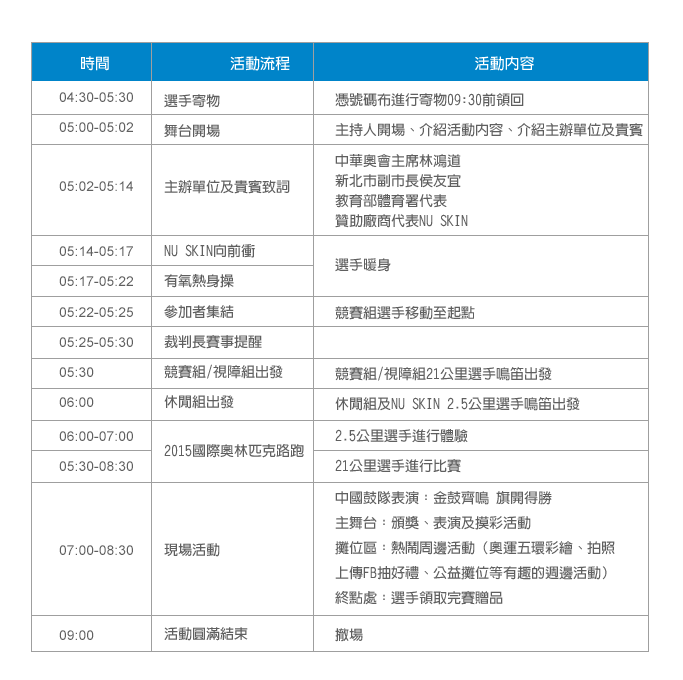 時間 活動流程 活動內容
04:30-05:30 選手寄物 憑號碼布進行寄物09:30前領回
05:00-05:02 舞台開場 主持人開場、介紹活動內容、介紹主辦單位及貴賓
05:02-05:14 主辦單位及貴賓致詞 中華奧會主席林鴻道
新北市副市長侯友宜
教育部體育署代表
贊助廠商代表NU SKIN
05:14-05:17 NU SKIN向前衝 選手暖身
05:17-05:22 有氧熱身操
05:22-05:25 參加者集結 競賽組選手移動至起點
05:25-05:30 裁判長賽事提醒
05:30 競賽組/視障組出發 競賽組/視障組21公里選手鳴笛出發
06:00 休閒組出發 休閒組及NU SKIN 2.5公里選手鳴笛出發
06:00-07:00 2015國際奧林匹克路跑 2.5公里選手進行體驗
05:30-08:30 21公里選手進行比賽
07:00-08:30 現場活動 中國鼓隊表演：金鼓齊鳴 旗開得勝
主舞台：頒獎、表演及摸彩活動
攤位區：熱鬧周邊活動（奧運五環彩繪、拍照
上傳FB抽好禮、公益攤位等有趣的週邊活動）
終點處：選手領取完賽贈品
09:00 活動圓滿結束 撤場